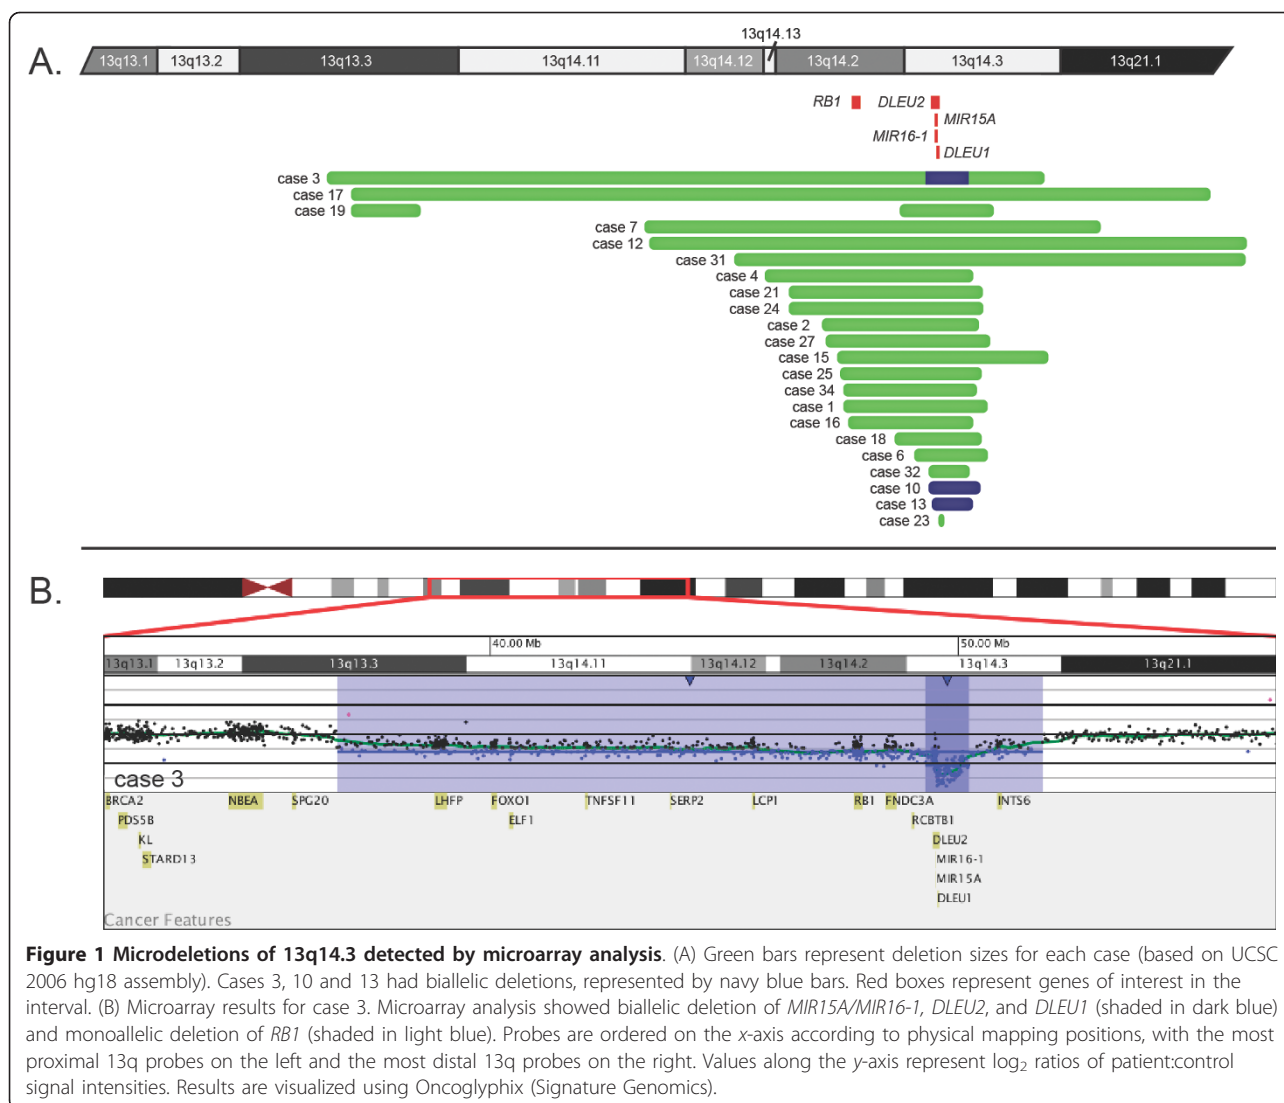 A.
13q14.13
13q13.1 13q13.2 13q13.3 13q14.11 13q14.12 13q14.2 13q14.3 13q21.1
RB1 DLEU2
MIR15A
MIR16-1
DLEU1
case 3
case 17
case 19
case 7
case 12
case 31
case 4
case 21
case 24
case 2
case 27
case 15
case 25
case 34
case 1
case 16
case 18
case 6
case 32
case 10
case 13
case 23
B.
40.00 Mb 50.00 Mb
13q13.1 13q13.2 13q13.3 13q14.11 13q14.12 13q14.2 13q14.3 13q21.1
case 3
BRCA2 NBEA SPG20 LHFP FOXO1 TNFSF11 SERP2 LCP1 RB1 FNDC3A INTS6
PDS5B ELF1 RCBTB1
KL DLEU2
STARD13 MIR16-1
MIR15A
DLEU1
Cancer Features
Figure 1 Microdeletions of 13q14.3 detected by microarray analysis. (A) Green bars represent deletion sizes for each case (based on UCSC
2006 hg18 assembly). Cases 3, 10 and 13 had biallelic deletions, represented by navy blue bars. Red boxes represent genes of interest in the
interval. (B) Microarray results for case 3. Microarray analysis showed biallelic deletion of MIR15A/MIR16-1, DLEU2, and DLEU1 (shaded in dark blue)
and monoallelic deletion of RB1 (shaded in light blue). Probes are ordered on the x-axis according to physical mapping positions, with the most
proximal 13q probes on the left and the most distal 13q probes on the right. Values along the y-axis represent log2 ratios of patient:control
signal intensities. Results are visualized using Oncoglyphix (Signature Genomics).